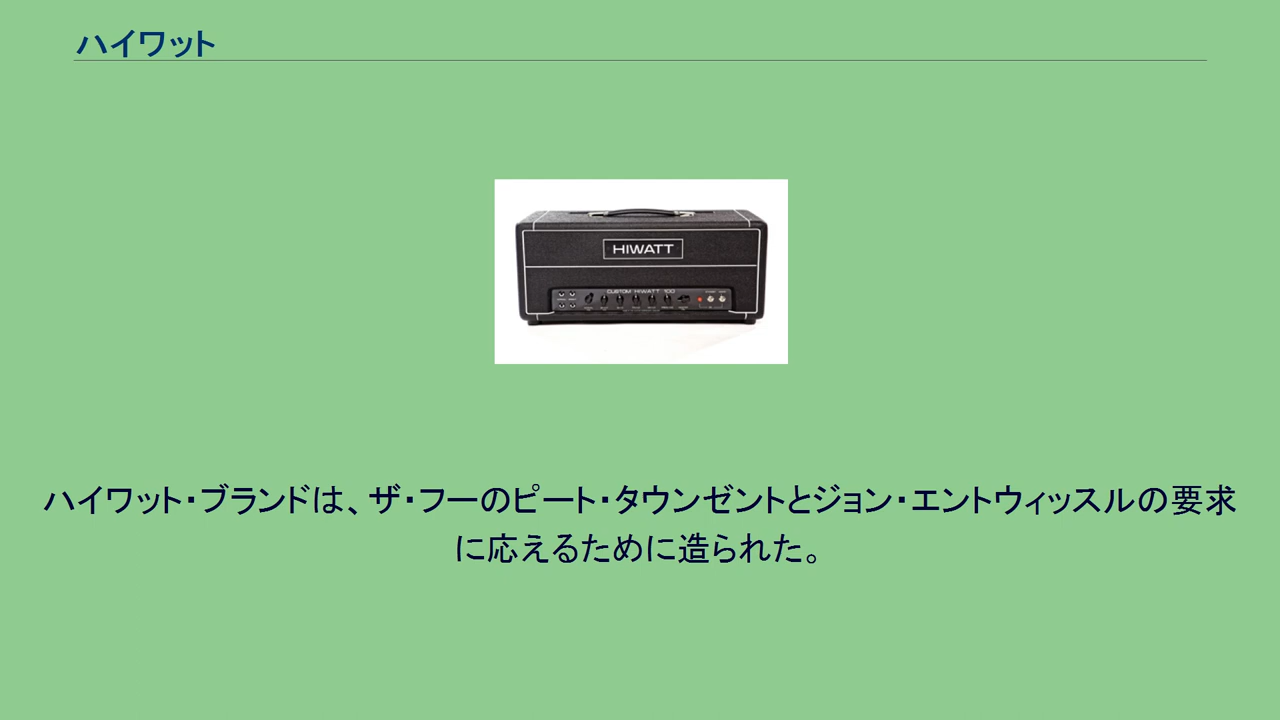 ハイワット
HIWATT
CUSTOM HIWATT 100
ハイワット・ブランドは、ザ・フーのピート・タウンゼントとジョン・エントウィッスルの要求
に応えるために造られた。